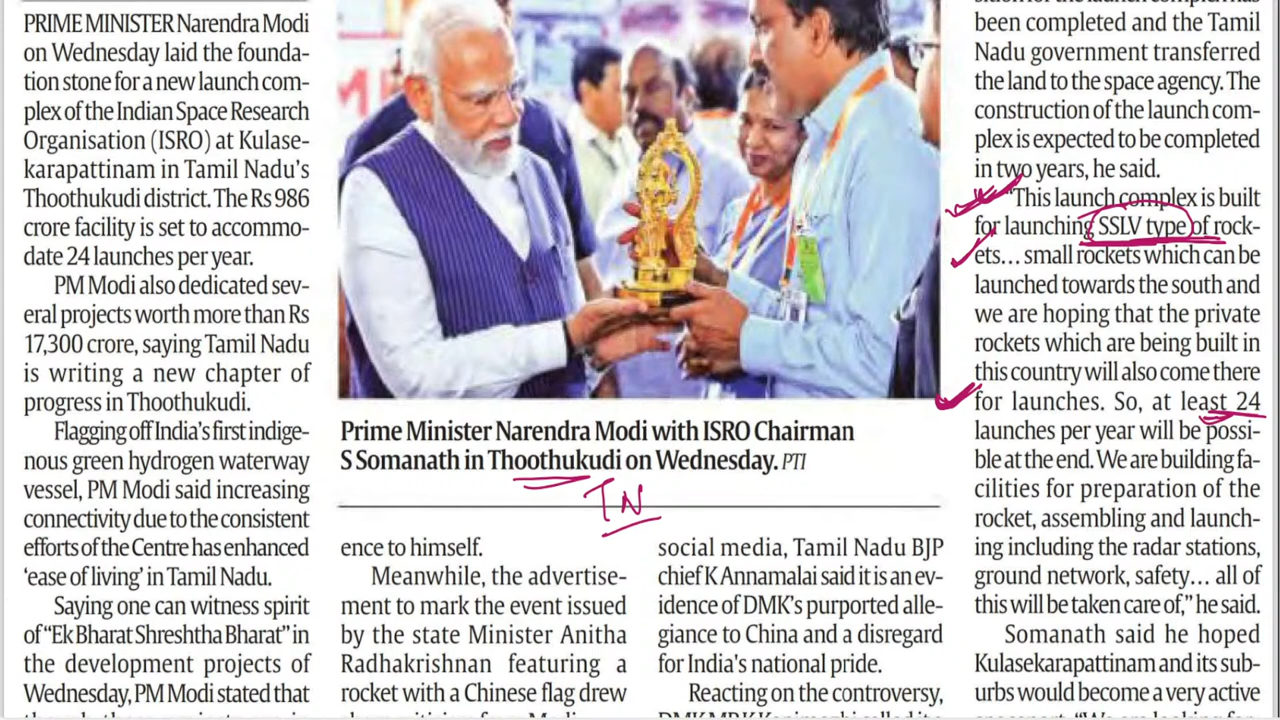 PRIME MINISTER Narendra Modi
on Wednesday laid the founda-
tion stone for a new launch com-
plex of the Indian Space Research
Organisation (ISRO) at Kulase-
karapattinam in Tamil Nadu's
Thoothukudi district. The Rs 986
crore facility is set to accommo-
date 24 launches per year.
PM Modi also dedicated sev-
eral projects worth more than Rs
17,300 crore, saying Tamil Nadu
is writing a new chapter of
progress in Thoothukudi.
Flagging off India's first indige-
nous green hydrogen waterway
vessel, PM Modi said increasing
connectivity due to the consistent
efforts of the Centre has enhanced
'ease of living' in Tamil Nadu.
Saying one can witness spirit
of "Ek Bharat Shreshtha Bharat" in
the development projects of
Wednesday, PM Modi stated that
Prime Minister Narendra Modi with ISRO Chairman
S Somanath in Thoothukudi on Wednesday. PTI
TN
ence to himself.
Meanwhile, the advertise-
ment to mark the event issued
by the state Minister Anitha
Radhakrishnan featuring a
rocket with a Chinese flag drew
social media, Tamil Nadu BJP
chief K Annamalai said it is an ev-
idence of DMK's purported alle-
giance to China and a disregard
for India's national pride.
Reacting on the controversy,
been completed and the Tamil
Nadu government transferred
the land to the space agency. The
construction of the launch com-
plex is expected to be completed
in two years, he said.
"This launch complex is built
for launching SSLV type of rock-
ets... small rockets which can be
launched towards the south and
we are hoping that the private
rockets which are being built in
this country will also come there
for launches. So, at least 24
launches per year will be possi-
ble at the end. We are building fa-
cilities for preparation of the
rocket, assembling and launch-
ing including the radar stations,
ground network, safety... all of
this will be taken care of," he said.
Somanath said he hoped
Kulasekarapattinam and its sub-
urbs would become a very active